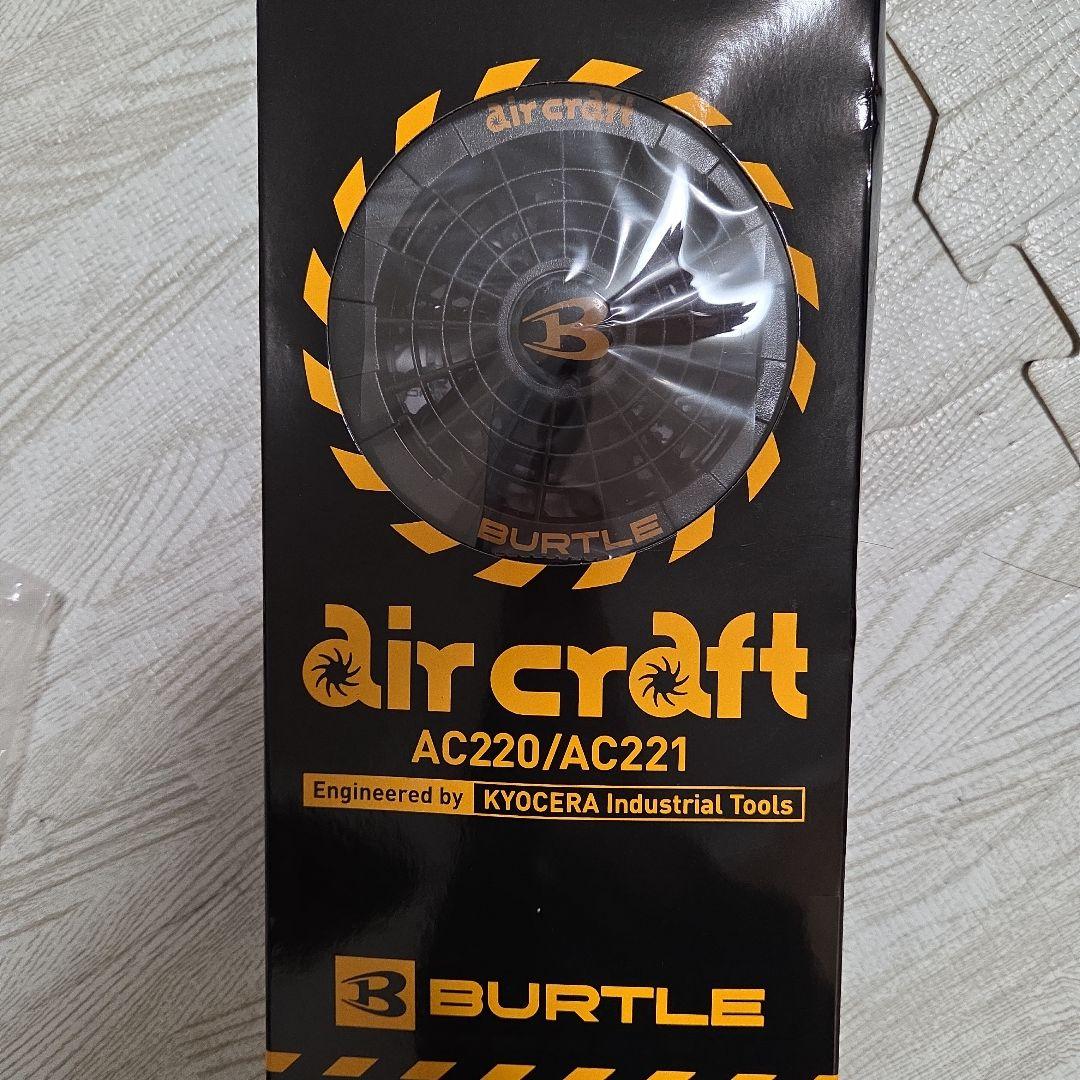 air craft
B
BURTLE
air craft
AC220/AC221
Engineered by KYOCERA Industrial Tools
B BURTLE